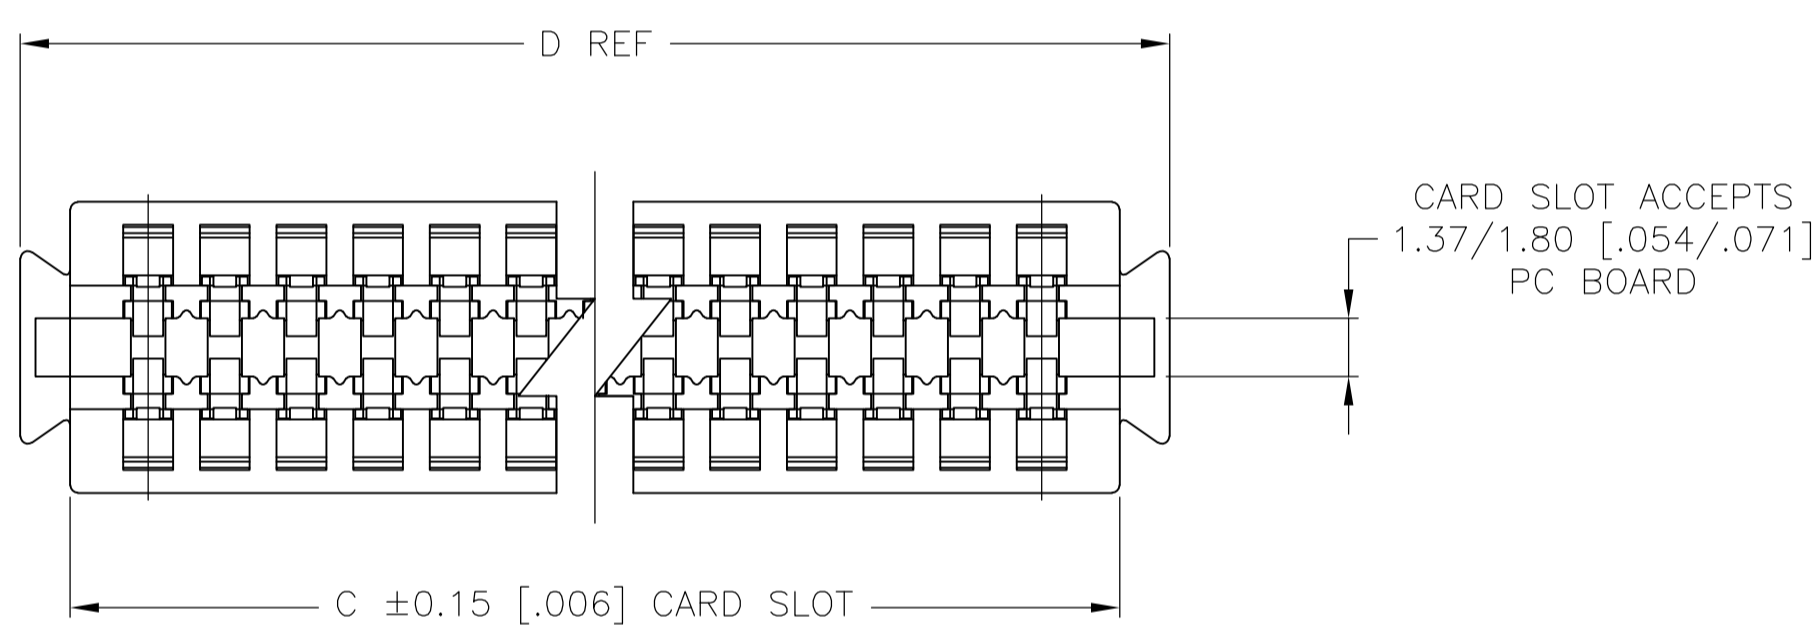 D REF
CARD SLOT ACCEPTS
1.37/1.80 [.054/.071]
PC BOARD
C ±0.15 [.006] CARD SLOT